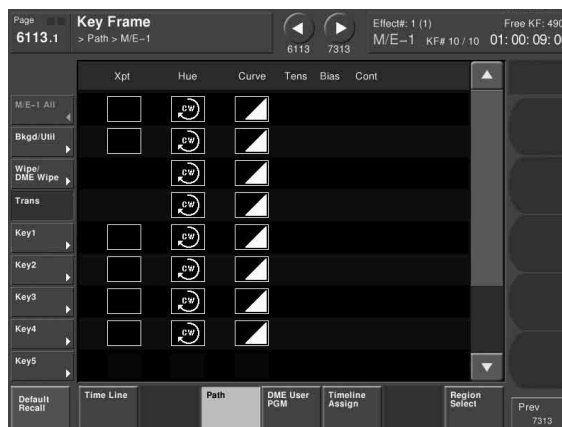 Page
6113.1
Key Frame
> Path > M/E-1
6113
7313
Effect#: 1 (1)
Free KF: 490
M/E-1 KF# 10 / 10 01: 00: 09: 0
Xpt Hue Curve Tens Bias Cont
M/E-1 All
cw
Bkgd/Util
cw
Wipe/
DME Wipe
cw
Trans
cw
Key1
cw
Key2
cw
Key3
cw
Key4
cw
Key5
Default
Recall
Time Line
Path
DME User
PGM
Timeline
Assign
Region
Select
Prev
7313